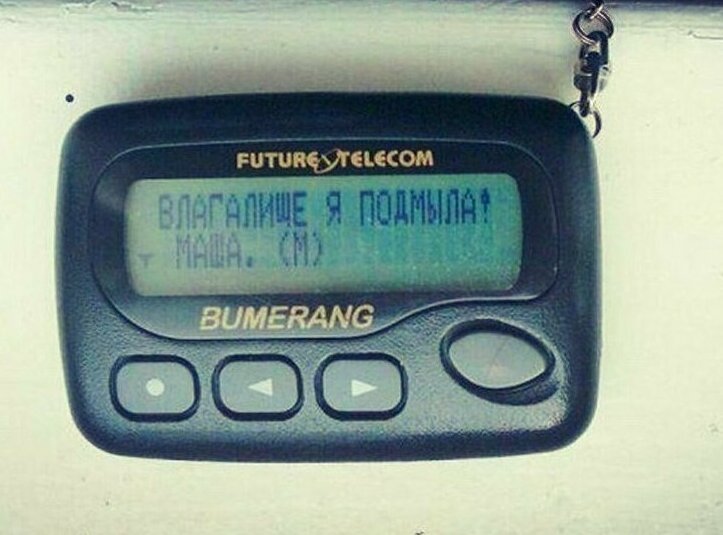 FUTURE TELECOM
ВЛАГАЛИЩЕ Я ПОДМЫЛА!
МАША. (М)
BUMERANG